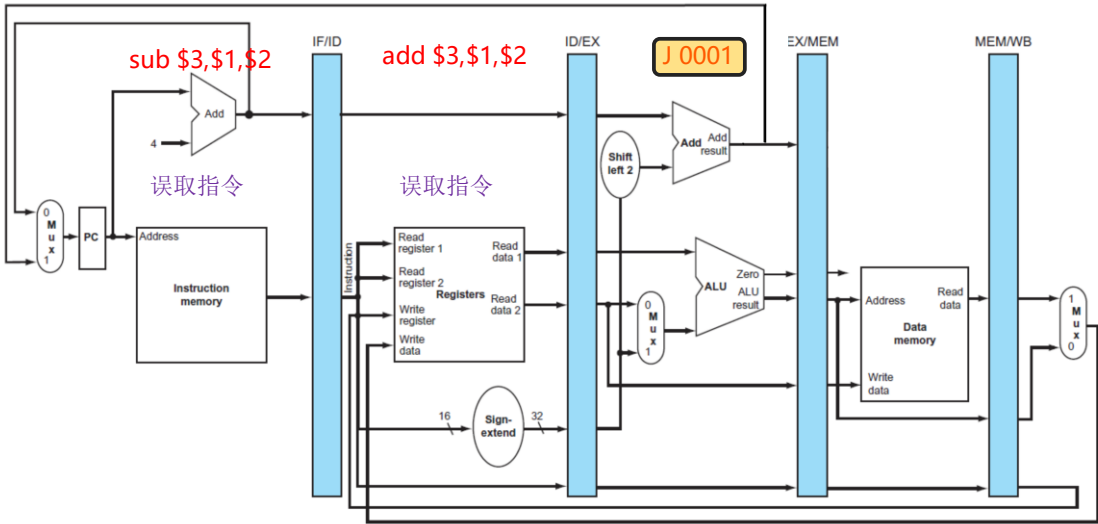 IF/ID
ID/EX
EX/MEM
MEM/WB
sub $3,$1,$2
add $3,$1,$2
J 0001
Add
4
误取指令
误取指令
Shift
left 2
Add
Add
result
0
M
u
x
1
PC
Address
Instruction
memory
Instruction
Read
register 1
Read
register 2
Write
register
Write
data
Registers
Read
data 1
Read
data 2
0
M
u
x
1
ALU
Zero
ALU
result
Address
Read
data
Data
memory
Write
data
1
M
u
x
0
16
Sign-
extend
32